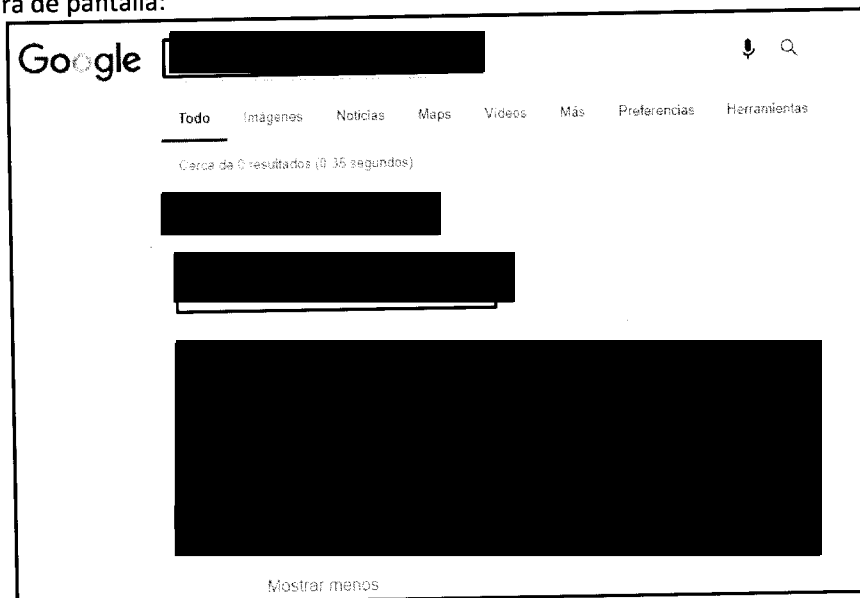 ra de pantalla:
Google
Todo Imágenes Noticias Maps Vídeos Más Preferencias Herramientas
Cerca de 0 resultados (0.35 segundos)
Mostrar menos